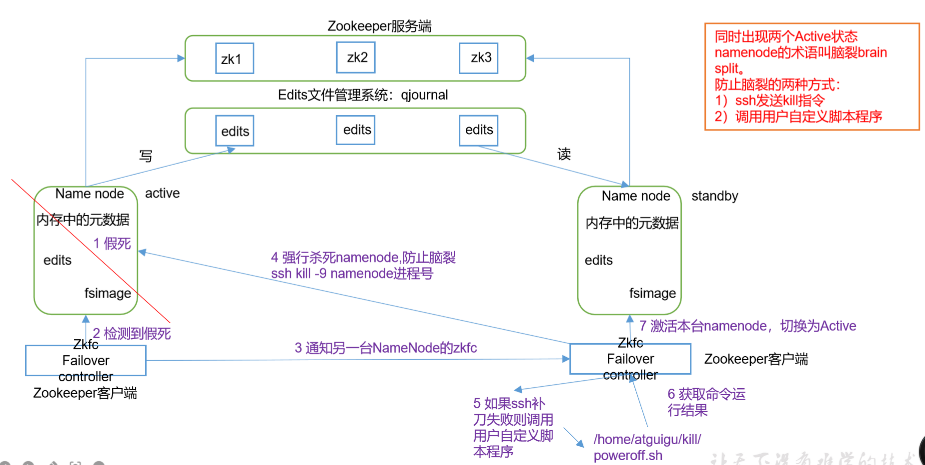 Zookeeper服务端
zk1
zk2
zk3
同时出现两个Active状态
namenode的术语叫脑裂brain
split。
防止脑裂的两种方式：
1）ssh发送kill指令
2）调用用户自定义脚本程序
Edits文件管理系统：qjournal
edits
edits
edits
写
读
Name node
active
内存中的元数据
1 假死
edits
fsimage
Name node
standby
内存中的元数据
edits
fsimage
4 强行杀死namenode,防止脑裂
ssh kill -9 namenode进程号
2 检测到假死
Zkfc
Failover
controller
Zookeeper客户端
3 通知另一台NameNode的zkfc
7 激活本台namenode，切换为Active
Zkfc
Failover
controller
Zookeeper客户端
5 如果ssh补
刀失败则调用
用户自定义脚
本程序
6 获取命令运
行结果
/home/atguigu/kill/
poweroff.sh